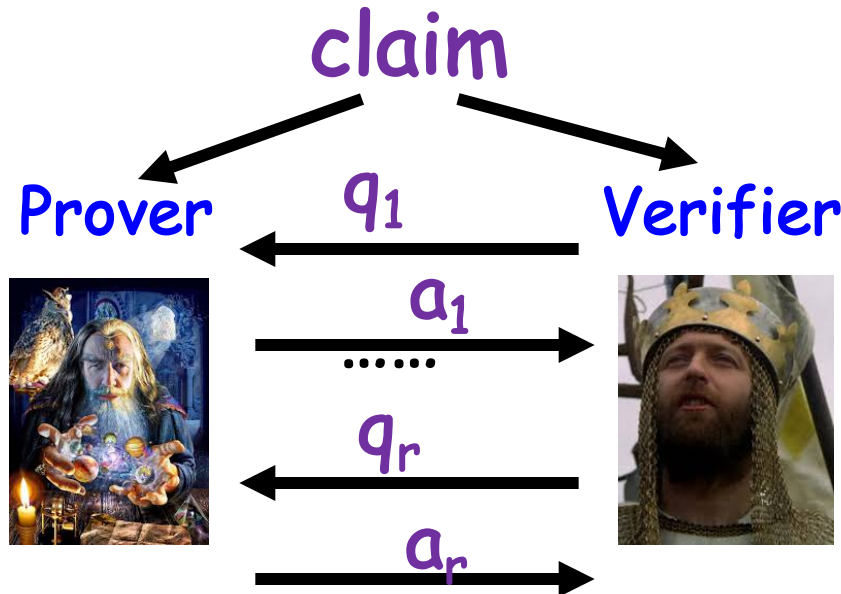 claim
Prover
Verifier
q1
a1
……
qr
ar